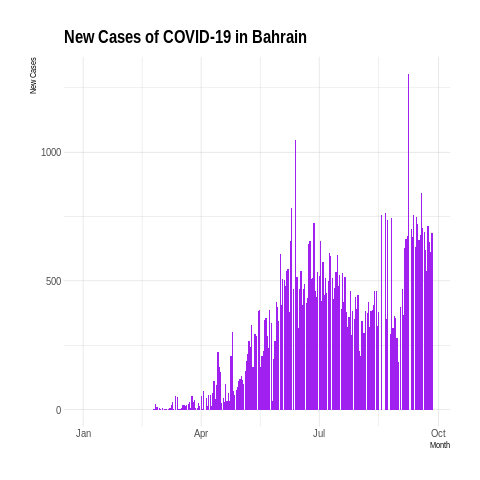 New Cases of COVID-19 in Bahrain
New Cases
1000
500
0
Jan Apr Jul Oct
Month